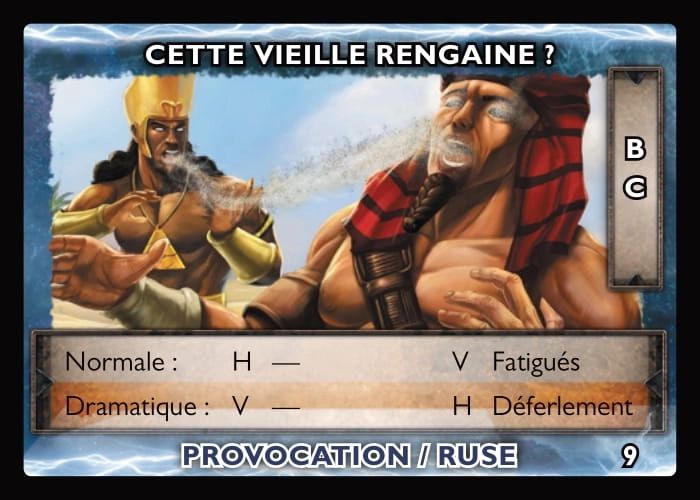 CETTE VIEILLE RENGAINE ?
B
C
Normale : H — V Fatigués
Dramatique : V — H Déferlement
PROVOCATION / RUSE 9